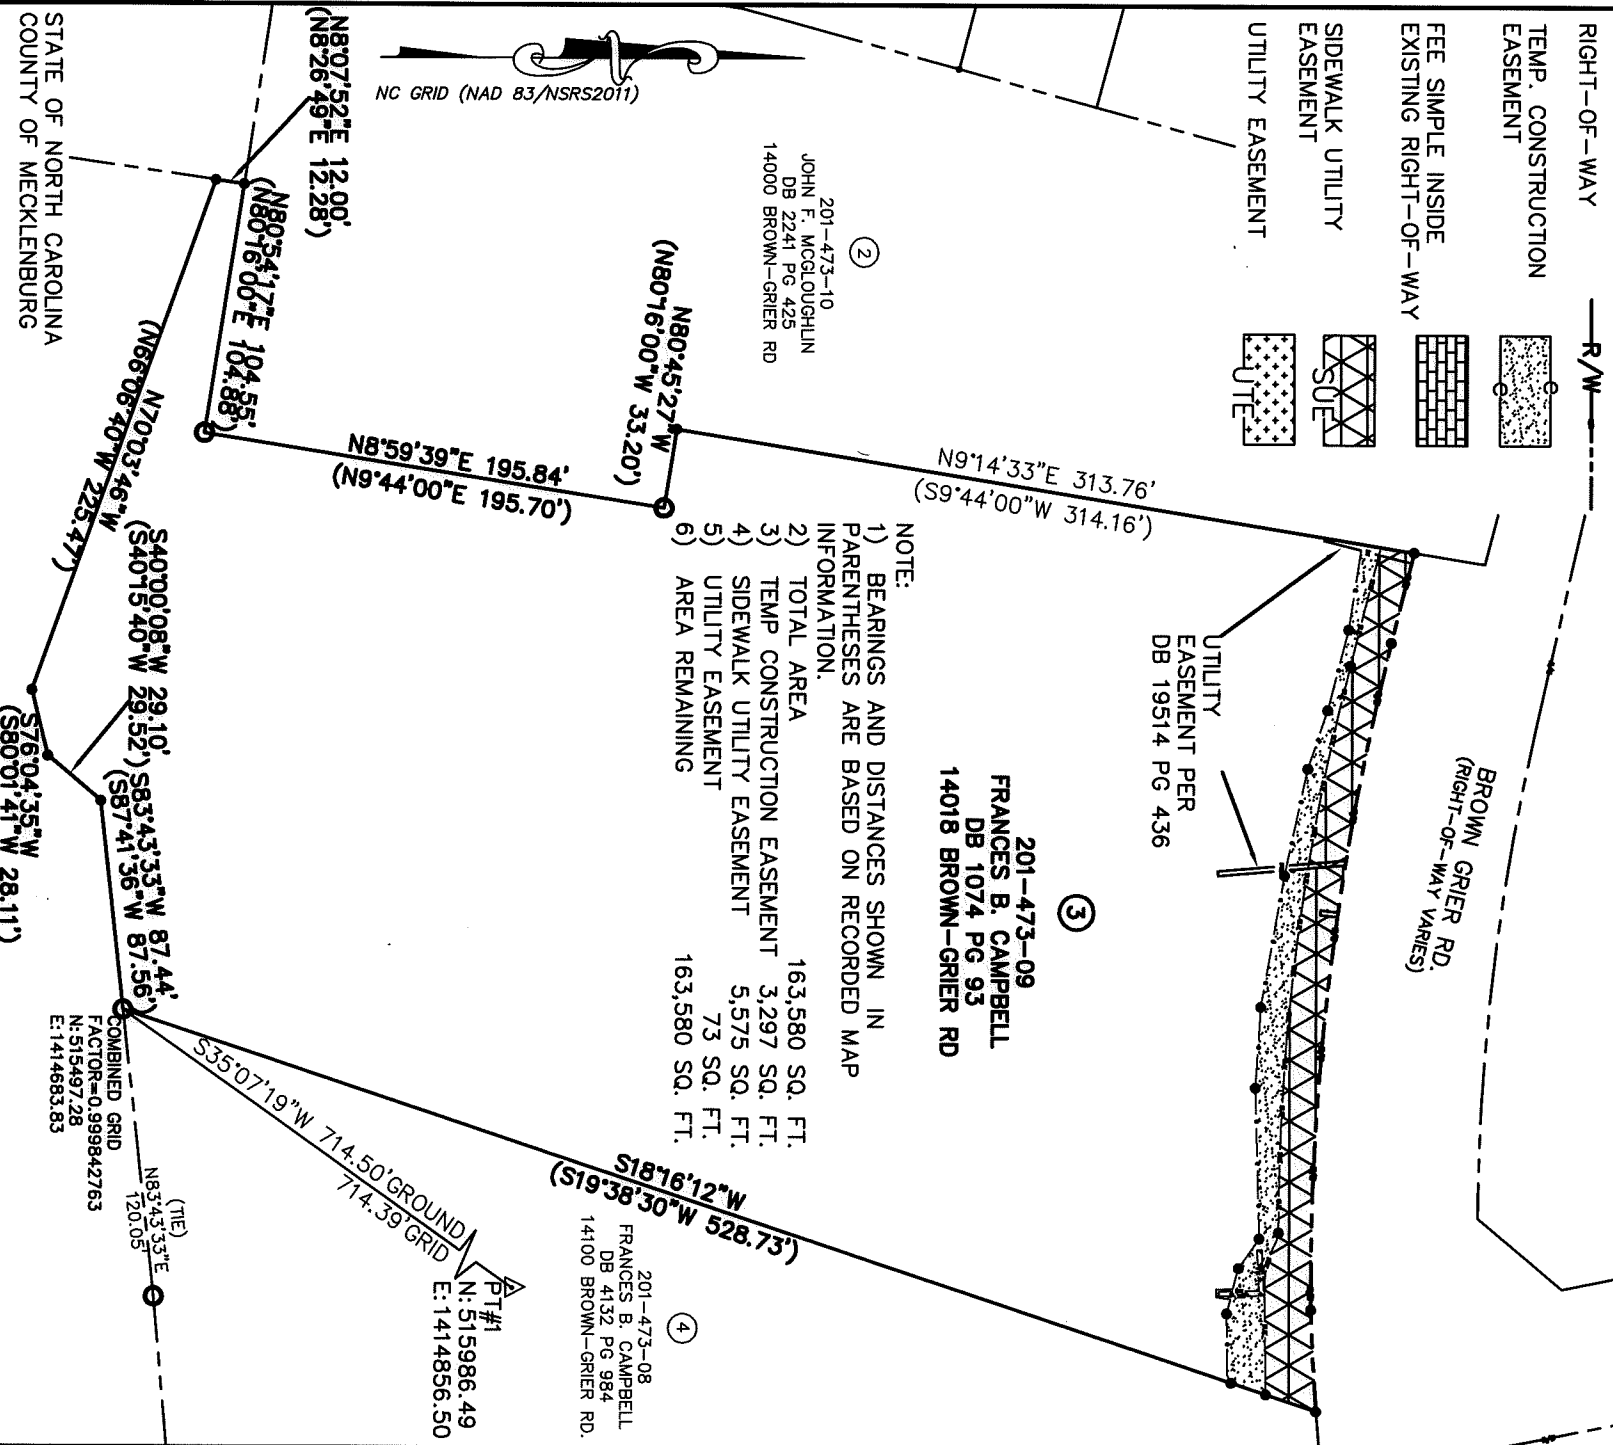 RIGHT-OF-WAY
R/W
TEMP. CONSTRUCTION
EASEMENT
C
C
FEE SIMPLE INSIDE
EXISTING RIGHT-OF-WAY
SIDEWALK UTILITY
EASEMENT
SUE
UTILITY EASEMENT
UTE
NC GRID (NAD 83/NSRS2011)
BROWN GRIER RD.
(RIGHT-OF-WAY VARIES)
UTILITY
EASEMENT PER
DB 19514 PG 436
2
201-473-10
JOHN F. MCGLOUGHLIN
DB 2241 PG 425
14000 BROWN-GRIER RD
3
201-473-09
FRANCES B. CAMPBELL
DB 1074 PG 93
14018 BROWN-GRIER RD
N9°14'33"E 313.76'
(S9°44'00"W 314.16')
N80°45'27"W
(N80°16'00"W 33.20')
N8°59'39"E 195.84'
(N9°44'00"E 195.70')
N8°07'52"E 12.00'
(N8°26'49"E 12.28')
N80°54'17"E 104.55'
(N80°16'00"E 104.88')
NOTE:
1) BEARINGS AND DISTANCES SHOWN IN
PARENTHESES ARE BASED ON RECORDED MAP
INFORMATION.
2) TOTAL AREA 163,580 SQ. FT.
3) TEMP CONSTRUCTION EASEMENT 3,297 SQ. FT.
4) SIDEWALK UTILITY EASEMENT 5,575 SQ. FT.
5) UTILITY EASEMENT 73 SQ. FT.
6) AREA REMAINING 163,580 SQ. FT.
4
201-473-08
FRANCES B. CAMPBELL
DB 4132 PG 984
14100 BROWN-GRIER RD.
S18°16'12"W
(S19°38'30"W 528.73')
PT#1
N: 515986.49
E: 1414856.50
S35°07'19"W 714.50'GROUND
714.39'GRID
N70°03'46"W
(N66°06'40"W 225.47')
S40°00'08"W 29.10'
(S40°15'40"W 29.52')
S83°43'33"W 87.44'
(S87°41'36"W 87.56')
S76°04'35"W
(S80°01'41"W 28.11')
(TIE)
N83°43'33"E
120.05'
COMBINED GRID
FACTOR=0.999842763
N: 515497.28
E: 1414683.83
STATE OF NORTH CAROLINA
COUNTY OF MECKLENBURG